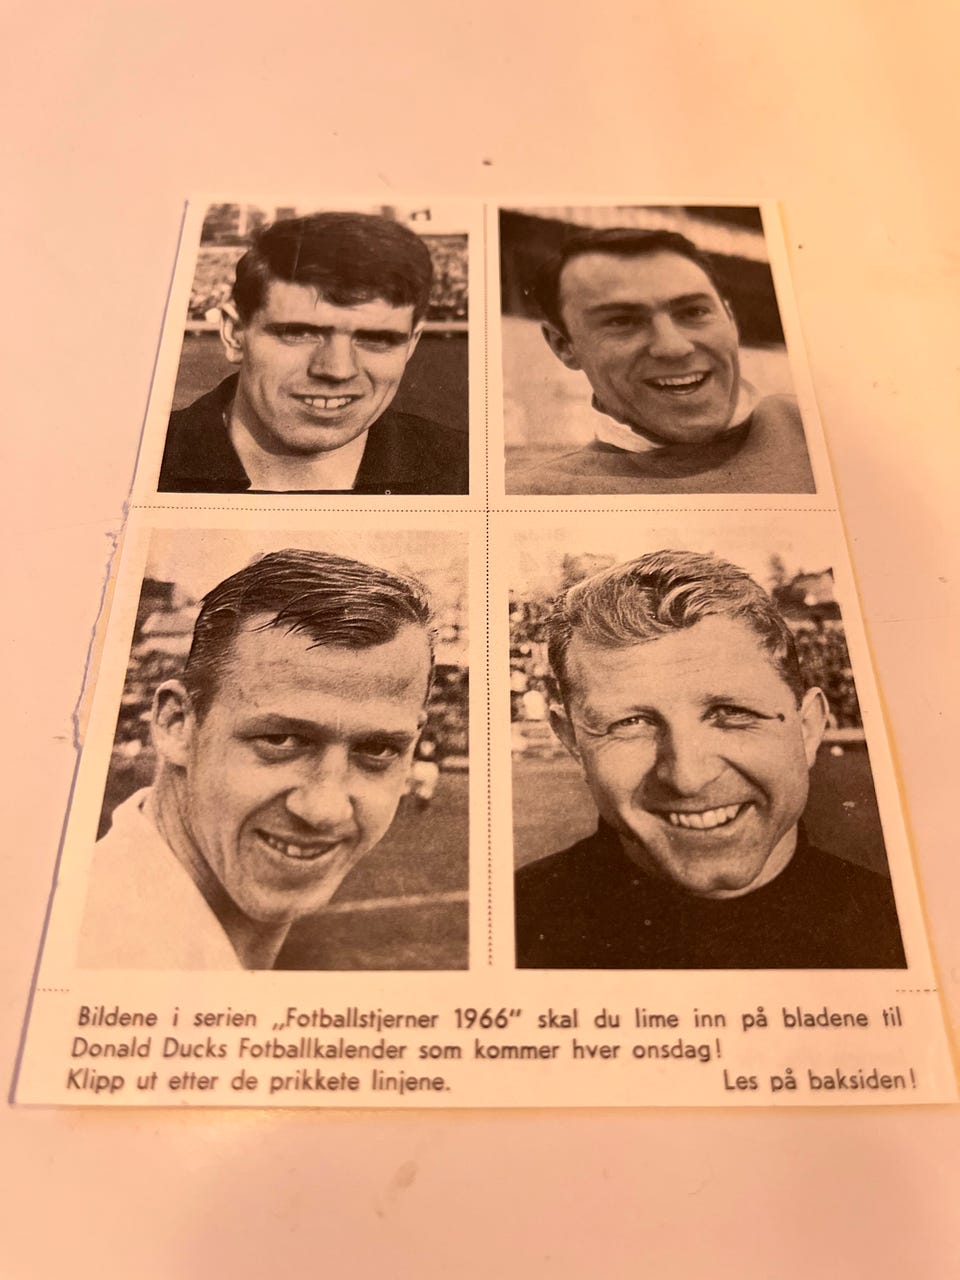 Bildene i serien „Fotballstjerner 1966" skal du lime inn på bladene til
Donald Ducks Fotballkalender som kommer hver onsdag!
Klipp ut etter de prikkete linjene. Les på baksiden!